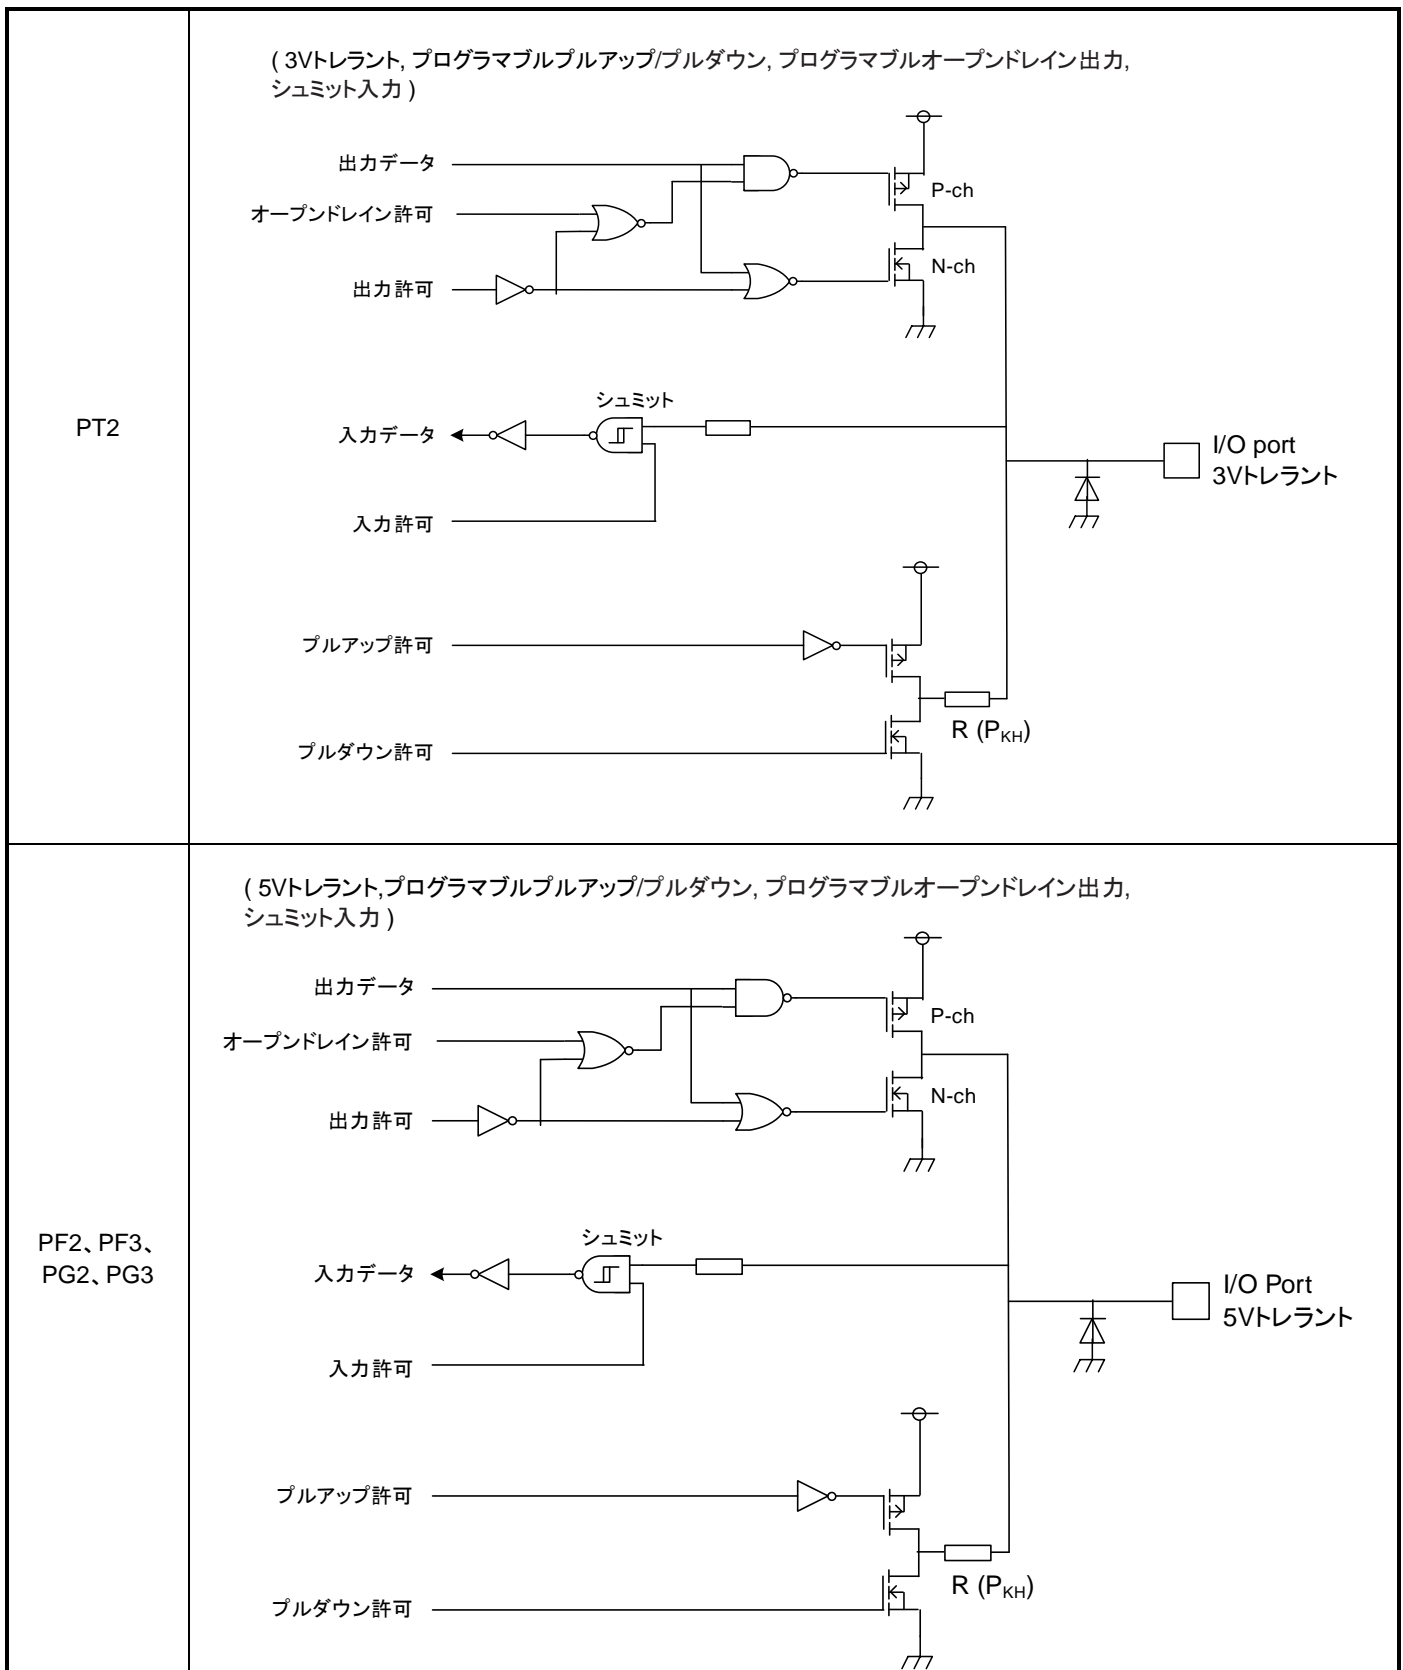 ( 3Vトレラント, プログラマブルプルアップ/プルダウン, プログラマブルオープンドレイン出力,
シュミット入力 )
出力データ
P-ch
オープンドレイン許可
N-ch
出力許可
シュミット
PT2
入力データ
I/O port
3Vトレラント
入力許可
プルアップ許可
R (PKH)
プルダウン許可
( 5Vトレラント,プログラマブルプルアップ/プルダウン, プログラマブルオープンドレイン出力,
シュミット入力 )
出力データ
P-ch
オープンドレイン許可
N-ch
出力許可
シュミット
PF2、PF3、
PG2、PG3
入力データ
I/O Port
5Vトレラント
入力許可
プルアップ許可
R (PKH)
プルダウン許可